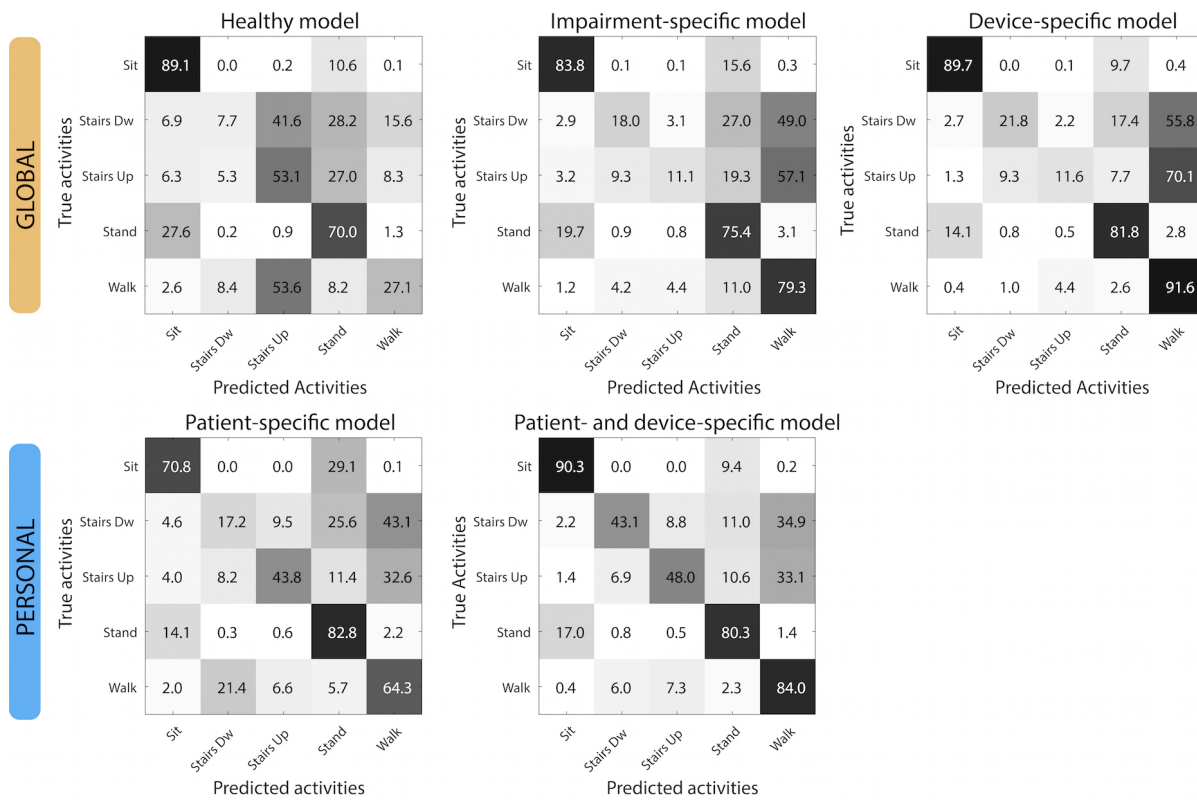 GLOBAL
Healthy model
True activities
Sit 89.1 0.0 0.2 10.6 0.1
Stairs Dw 6.9 7.7 41.6 28.2 15.6
Stairs Up 6.3 5.3 53.1 27.0 8.3
Stand 27.6 0.2 0.9 70.0 1.3
Walk 2.6 8.4 53.6 8.2 27.1
Sit Stairs Dw Stairs Up Stand Walk
Predicted Activities
Impairment-specific model
True activities
Sit 83.8 0.1 0.1 15.6 0.3
Stairs Dw 2.9 18.0 3.1 27.0 49.0
Stairs Up 3.2 9.3 11.1 19.3 57.1
Stand 19.7 0.9 0.8 75.4 3.1
Walk 1.2 4.2 4.4 11.0 79.3
Sit Stairs Dw Stairs Up Stand Walk
Predicted Activities
Device-specific model
True activities
Sit 89.7 0.0 0.1 9.7 0.4
Stairs Dw 2.7 21.8 2.2 17.4 55.8
Stairs Up 1.3 9.3 11.6 7.7 70.1
Stand 14.1 0.8 0.5 81.8 2.8
Walk 0.4 1.0 4.4 2.6 91.6
Sit Stairs Dw Stairs Up Stand Walk
Predicted Activities
PERSONAL
Patient-specific model
True activities
Sit 70.8 0.0 0.0 29.1 0.1
Stairs Dw 4.6 17.2 9.5 25.6 43.1
Stairs Up 4.0 8.2 43.8 11.4 32.6
Stand 14.1 0.3 0.6 82.8 2.2
Walk 2.0 21.4 6.6 5.7 64.3
Sit Stairs Dw Stairs Up Stand Walk
Predicted activities
Patient- and device-specific model
True Activities
Sit 90.3 0.0 0.0 9.4 0.2
Stairs Dw 2.2 43.1 8.8 11.0 34.9
Stairs Up 1.4 6.9 48.0 10.6 33.1
Stand 17.0 0.8 0.5 80.3 1.4
Walk 0.4 6.0 7.3 2.3 84.0
Sit Stairs Dw Stairs Up Stand Walk
Predicted activities